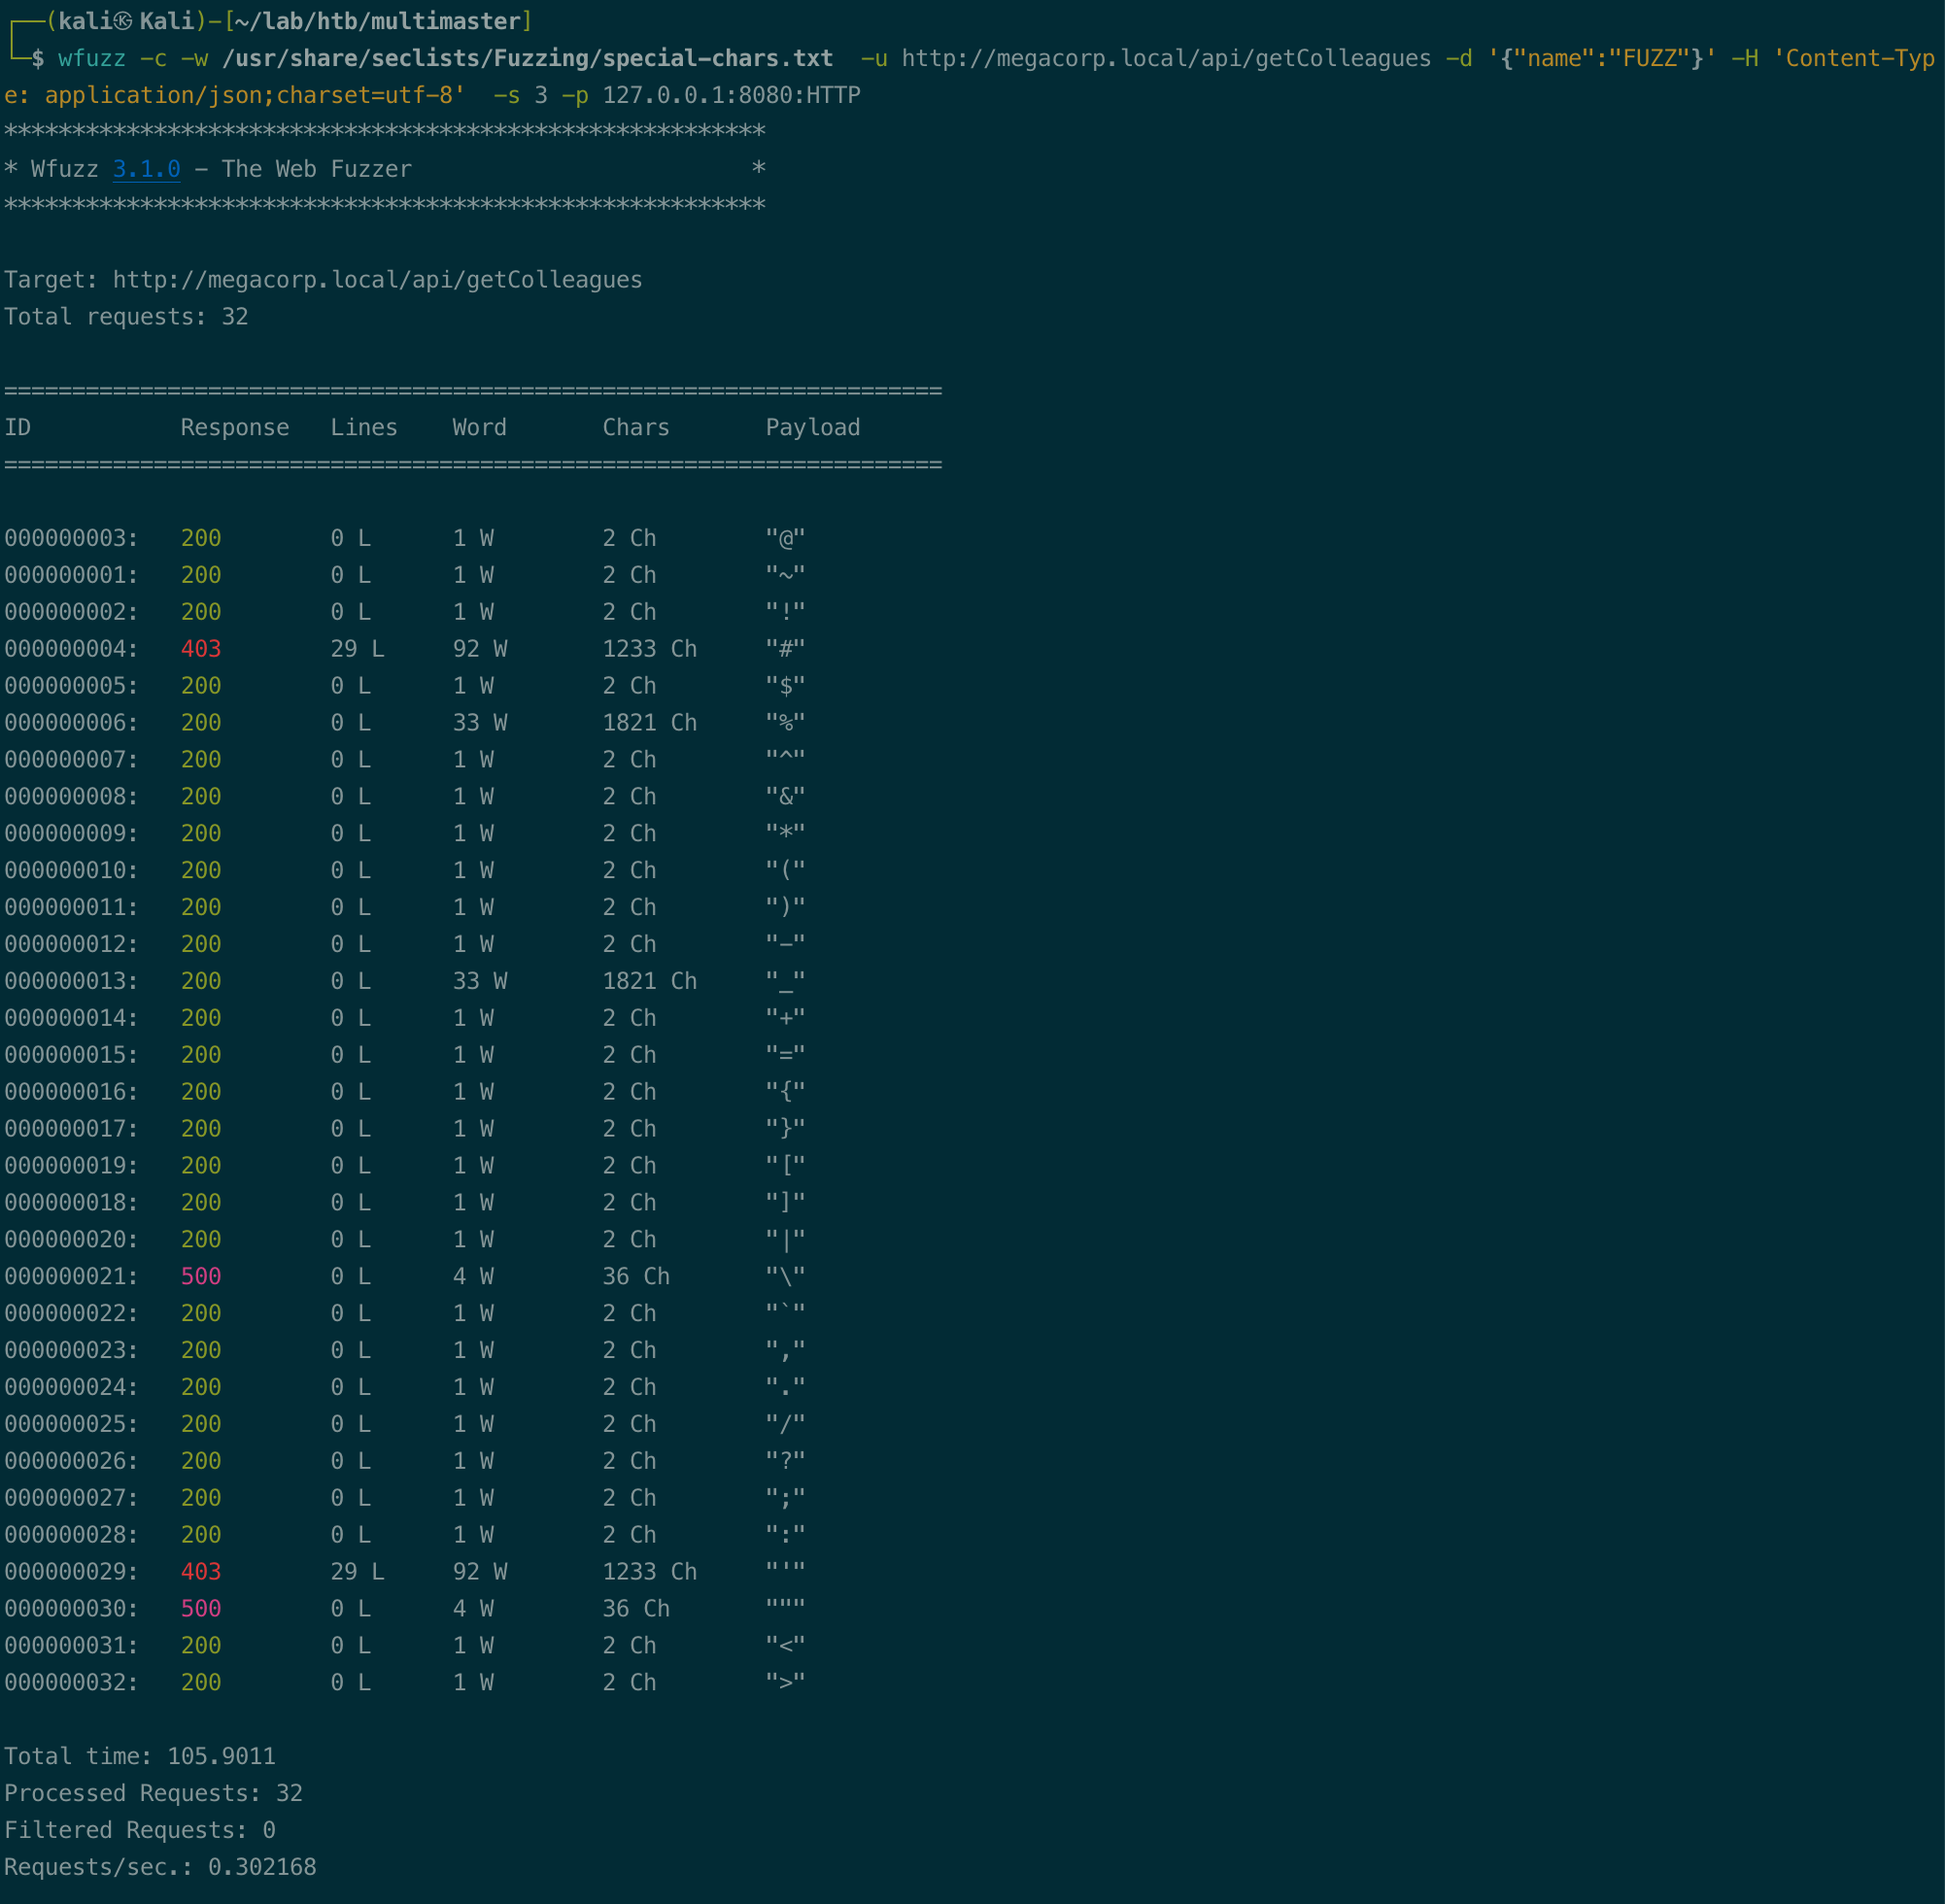 ┌──(kali㉿Kali)-[~/lab/htb/multimaster]
└─$ wfuzz -c -w /usr/share/seclists/Fuzzing/special-chars.txt  -u http://megacorp.local/api/getColleagues -d '{"name":"FUZZ"}' -H 'Content-Typ
e: application/json;charset=utf-8'  -s 3 -p 127.0.0.1:8080:HTTP
********************************************************
* Wfuzz 3.1.0 - The Web Fuzzer                         *
********************************************************
Target: http://megacorp.local/api/getColleagues
Total requests: 32
=====================================================================
ID           Response   Lines    Word       Chars       Payload
=====================================================================
000000003:   200        0 L      1 W        2 Ch        "@"
000000001:   200        0 L      1 W        2 Ch        "~"
000000002:   200        0 L      1 W        2 Ch        "!"
000000004:   403        29 L     92 W       1233 Ch     "#"
000000005:   200        0 L      1 W        2 Ch        "$"
000000006:   200        0 L      33 W       1821 Ch     "%"
000000007:   200        0 L      1 W        2 Ch        "^"
000000008:   200        0 L      1 W        2 Ch        "&"
000000009:   200        0 L      1 W        2 Ch        "*"
000000010:   200        0 L      1 W        2 Ch        "("
000000011:   200        0 L      1 W        2 Ch        ")"
000000012:   200        0 L      1 W        2 Ch        "-"
000000013:   200        0 L      33 W       1821 Ch     "_"
000000014:   200        0 L      1 W        2 Ch        "+"
000000015:   200        0 L      1 W        2 Ch        "="
000000016:   200        0 L      1 W        2 Ch        "{"
000000017:   200        0 L      1 W        2 Ch        "}"
000000019:   200        0 L      1 W        2 Ch        "["
000000018:   200        0 L      1 W        2 Ch        "]"
000000020:   200        0 L      1 W        2 Ch        "|"
000000021:   500        0 L      4 W        36 Ch       "\"
000000022:   200        0 L      1 W        2 Ch        "`"
000000023:   200        0 L      1 W        2 Ch        ","
000000024:   200        0 L      1 W        2 Ch        "."
000000025:   200        0 L      1 W        2 Ch        "/"
000000026:   200        0 L      1 W        2 Ch        "?"
000000027:   200        0 L      1 W        2 Ch        ";"
000000028:   200        0 L      1 W        2 Ch        ":"
000000029:   403        29 L     92 W       1233 Ch     "'"
000000030:   500        0 L      4 W        36 Ch       """
000000031:   200        0 L      1 W        2 Ch        "<"
000000032:   200        0 L      1 W        2 Ch        ">"
Total time: 105.9011
Processed Requests: 32
Filtered Requests: 0
Requests/sec.: 0.302168